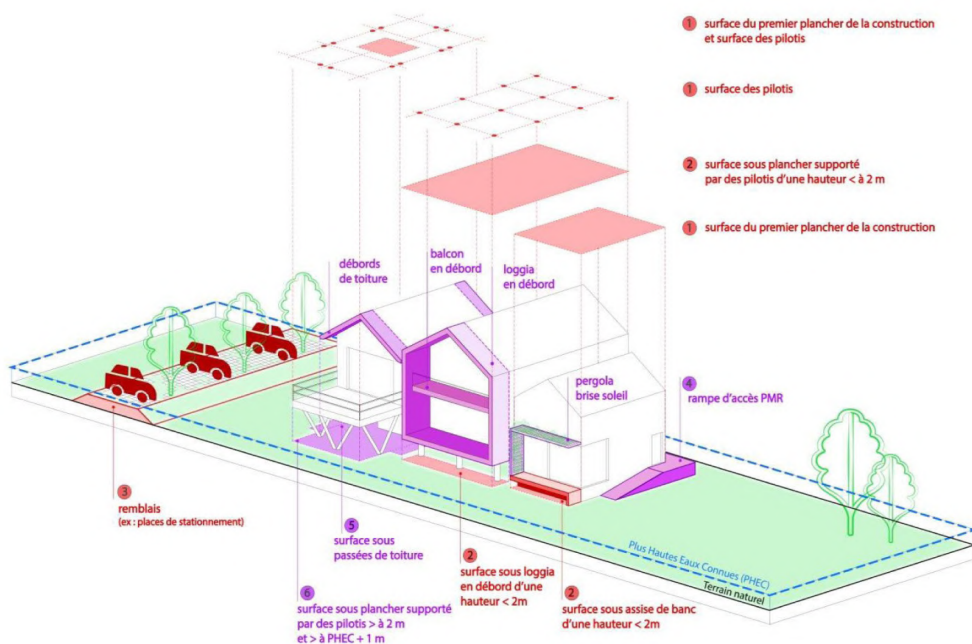 1 surface du premier plancher de la construction
et surface des pilotis
1 surface des pilotis
2 surface sous plancher supporté
par des pilotis d'une hauteur < à 2 m
1 surface du premier plancher de la construction
débords
de toiture
balcon
en débord
loggia
en débord
pergola
brise soleil
4
rampe d'accès PMR
3
remblais
(ex : places de stationnement)
5
surface sous
passées de toiture
6
surface sous plancher supporté
par des pilotis > à 2 m
et > à PHEC + 1 m
2
surface sous loggia
en débord d'une
hauteur < 2m
2
surface sous assise de banc
d'une hauteur < 2m
Plus Hautes Eaux Connues (PHEC)
Terrain naturel